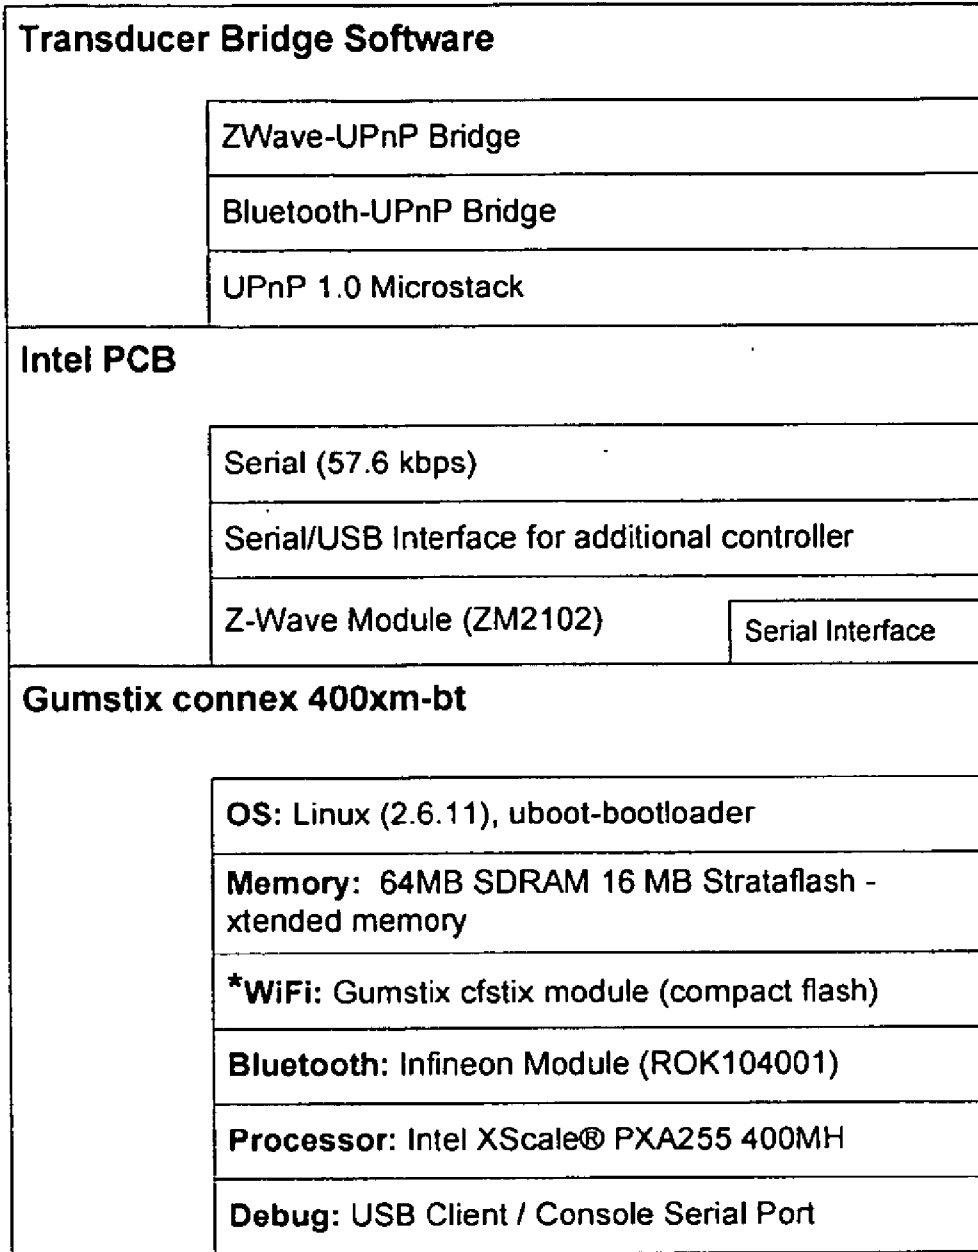 Transducer Bridge Software
ZWave-UPnP Bridge
Bluetooth-UPnP Bridge
UPnP 1.0 Microstack
Intel PCB
Serial (57.6 kbps)
Serial/USB Interface for additional controller
Z-Wave Module (ZM2102)
Serial Interface
Gumstix connex 400xm-bt
OS: Linux (2.6.11), uboot-bootloader
Memory: 64MB SDRAM 16 MB Strataflash -
xtended memory
*WiFi: Gumstix cfstix module (compact flash)
Bluetooth: Infineon Module (ROK104001)
Processor: Intel XScale® PXA255 400MH
Debug: USB Client / Console Serial Port